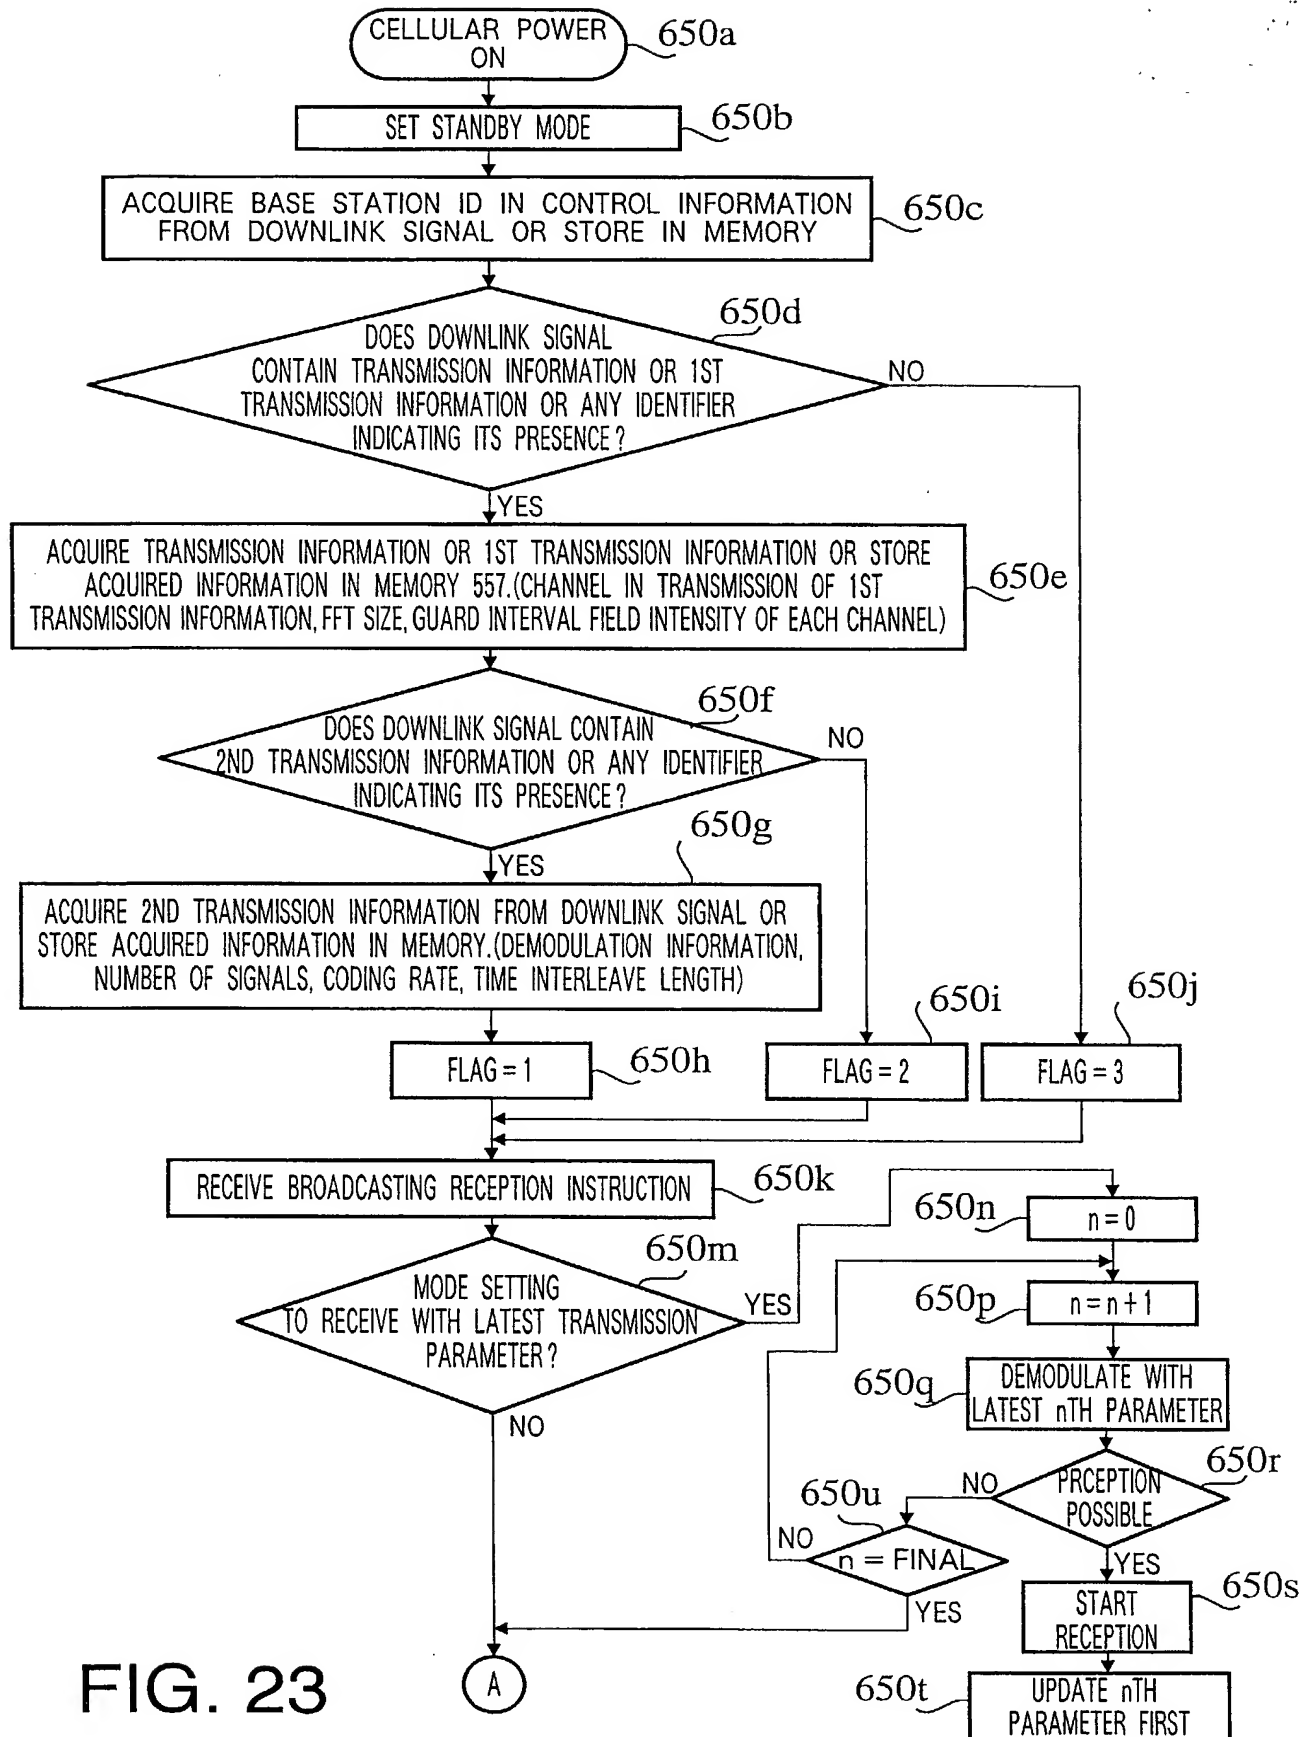 CELLULAR POWER
ON
650a
SET STANDBY MODE
650b
ACQUIRE BASE STATION ID IN CONTROL INFORMATION
FROM DOWNLINK SIGNAL OR STORE IN MEMORY
650c
650d
DOES DOWNLINK SIGNAL
CONTAIN TRANSMISSION INFORMATION OR 1ST
TRANSMISSION INFORMATION OR ANY IDENTIFIER
INDICATING ITS PRESENCE?
NO
YES
ACQUIRE TRANSMISSION INFORMATION OR 1ST TRANSMISSION INFORMATION OR STORE
ACQUIRED INFORMATION IN MEMORY 557.(CHANNEL IN TRANSMISSION OF 1ST
TRANSMISSION INFORMATION, FFT SIZE, GUARD INTERVAL FIELD INTENSITY OF EACH CHANNEL)
650e
650f
DOES DOWNLINK SIGNAL CONTAIN
2ND TRANSMISSION INFORMATION OR ANY IDENTIFIER
INDICATING ITS PRESENCE?
NO
YES
650g
ACQUIRE 2ND TRANSMISSION INFORMATION FROM DOWNLINK SIGNAL OR
STORE ACQUIRED INFORMATION IN MEMORY.(DEMODULATION INFORMATION,
NUMBER OF SIGNALS, CODING RATE, TIME INTERLEAVE LENGTH)
FLAG = 1
650h
650i
FLAG = 2
650j
FLAG = 3
RECEIVE BROADCASTING RECEPTION INSTRUCTION
650k
650m
MODE SETTING
TO RECEIVE WITH LATEST TRANSMISSION
PARAMETER?
YES
NO
650n
n = 0
650p
n = n + 1
650q
DEMODULATE WITH
LATEST nTH PARAMETER
650r
PRCEPTION
POSSIBLE
NO
YES
650u
n = FINAL
NO
YES
650s
START
RECEPTION
650t
UPDATE nTH
PARAMETER FIRST
A
FIG. 23